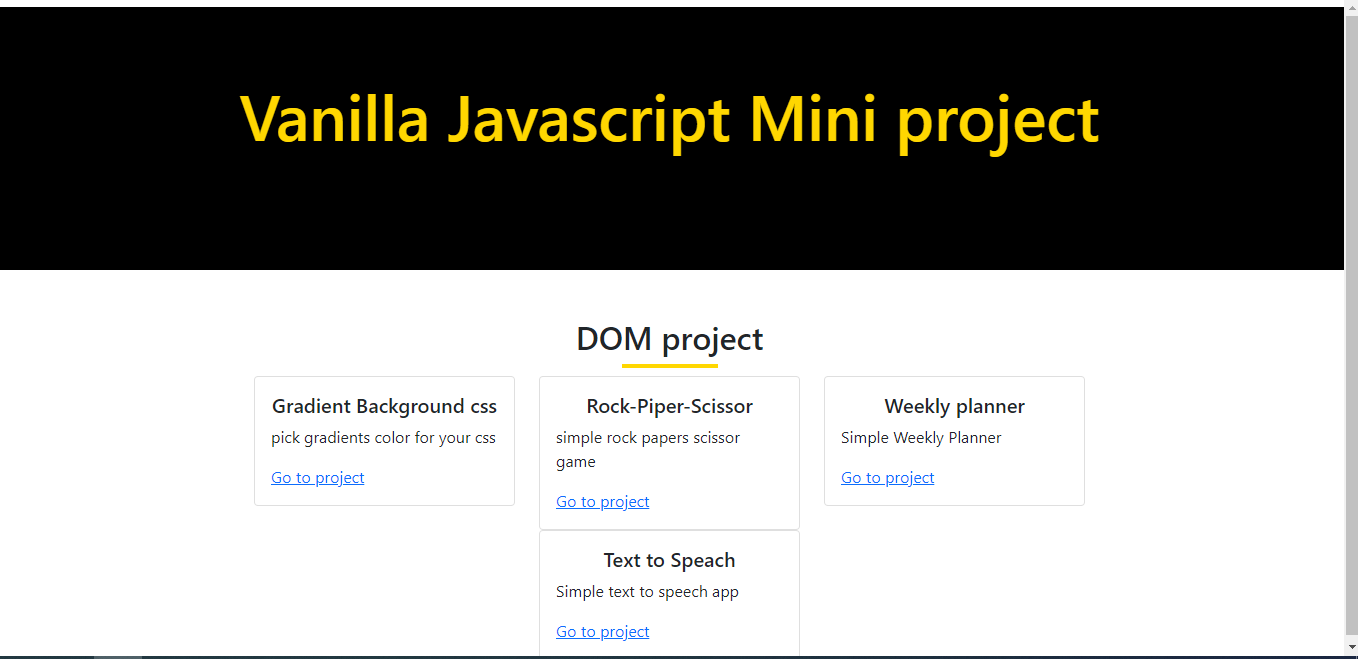 Vanilla Javascript Mini project
DOM project
Gradient Background css
pick gradients color for your css
Go to project
Rock-Piper-Scissor
simple rock papers scissor
game
Go to project
Weekly planner
Simple Weekly Planner
Go to project
Text to Speach
Simple text to speech app
Go to project